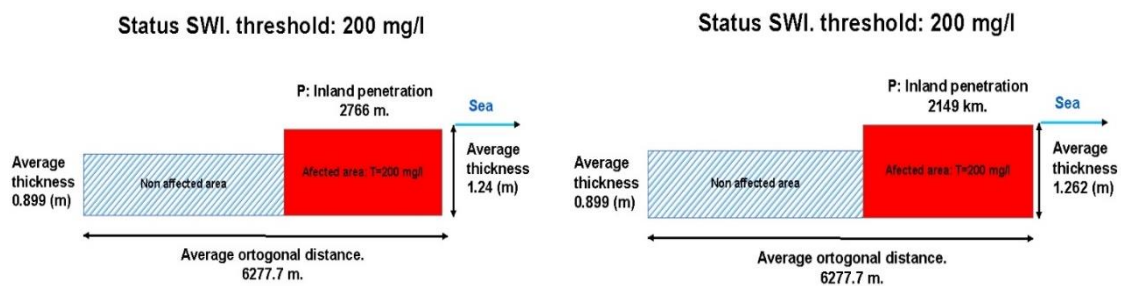 Status SWI. threshold: 200 mg/l
P: Inland penetration
2766 m.
Sea
Average
thickness
0.899 (m)
Non affected area
Afected area: T=200 mg/l
Average
thickness
1.24 (m)
Average ortogonal distance.
6277.7 m.
Status SWI. threshold: 200 mg/l
P: Inland penetration
2149 km.
Sea
Average
thickness
0.899 (m)
Non affected area
Afected area: T=200 mg/l
Average
thickness
1.262 (m)
Average ortogonal distance.
6277.7 m.